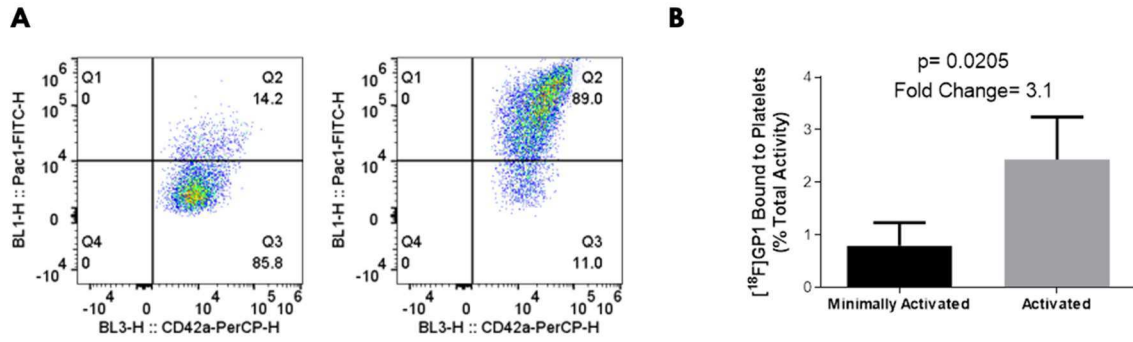 A
B
Q1
0
Q2
14.2
Q4
0
Q3
85.8
10^6
10^5
10^4
0
-10^4
BL1-H :: Pac1-FITC-H
-10^4 0 10^4 10^5 10^6
BL3-H :: CD42a-PerCP-H
Q1
0
Q2
89.0
Q4
0
Q3
11.0
10^6
10^5
10^4
0
-10^4
BL1-H :: Pac1-FITC-H
-10^4 0 10^4 10^5 10^6
BL3-H :: CD42a-PerCP-H
p= 0.0205
Fold Change= 3.1
4
3
2
1
0
[¹⁸F]GP1 Bound to Platelets
(% Total Activity)
Minimally Activated
Activated